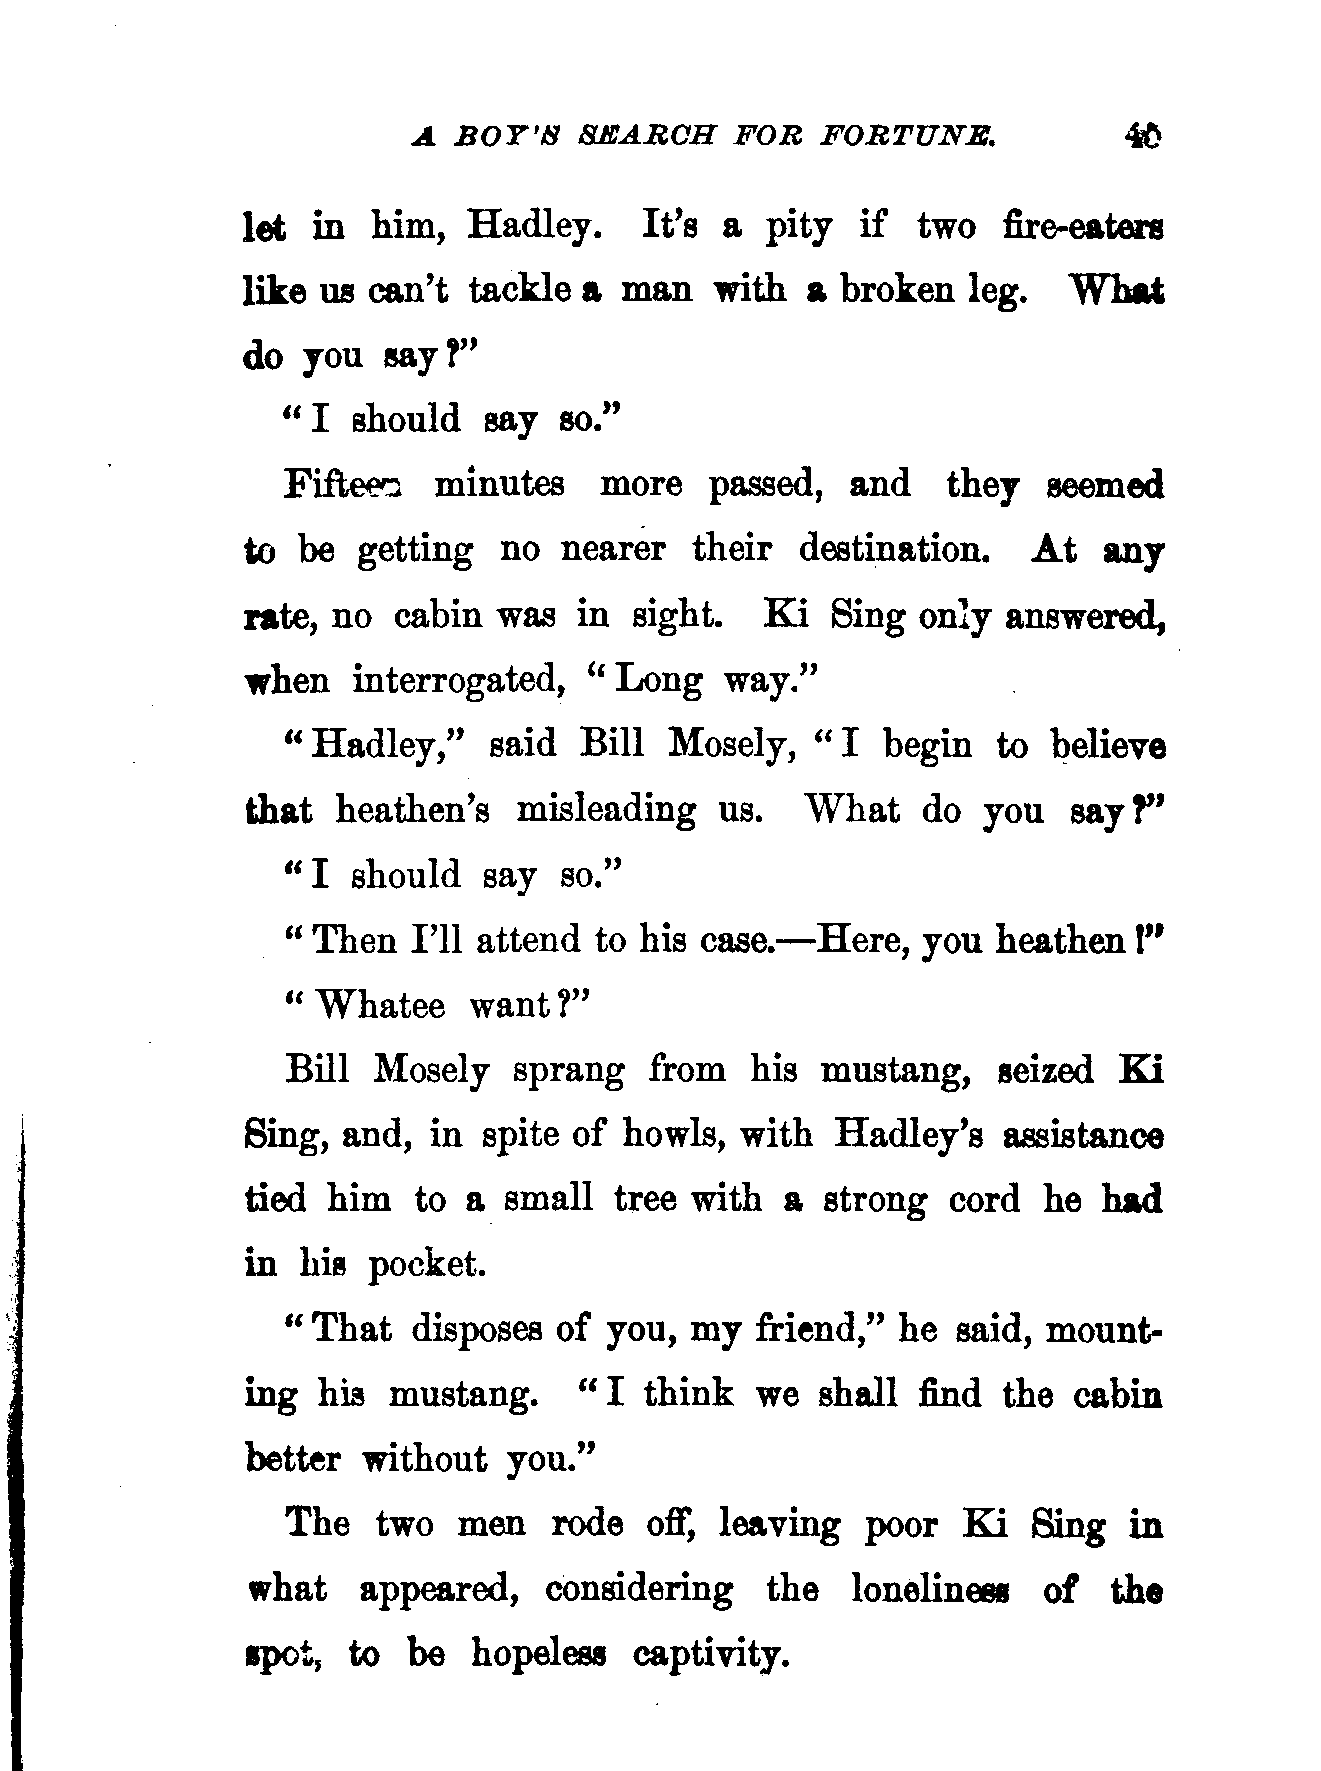 A BOY'S SEARCH FOR FORTUNE.
let in him, Hadley. It's a pity if two fire-eaters
like us can't tackle a man with a broken leg. What
do you say?"
"I should say so."
Fifteen minutes more passed, and they seemed
to be getting no nearer their destination. At any
rate, no cabin was in sight. Ki Sing only answered,
when interrogated, "Long way."
"Hadley," said Bill Mosely, "I begin to believe
that heathen's misleading us. What do you say?"
"I should say so."
"Then I'll attend to his case.—Here, you heathen!"
"Whatee want?"
Bill Mosely sprang from his mustang, seized Ki
Sing, and, in spite of howls, with Hadley's assistance
tied him to a small tree with a strong cord he had
in his pocket.
"That disposes of you, my friend," he said, mount-
ing his mustang. "I think we shall find the cabin
better without you."
The two men rode off, leaving poor Ki Sing in
what appeared, considering the loneliness of the
spot, to be hopeless captivity.